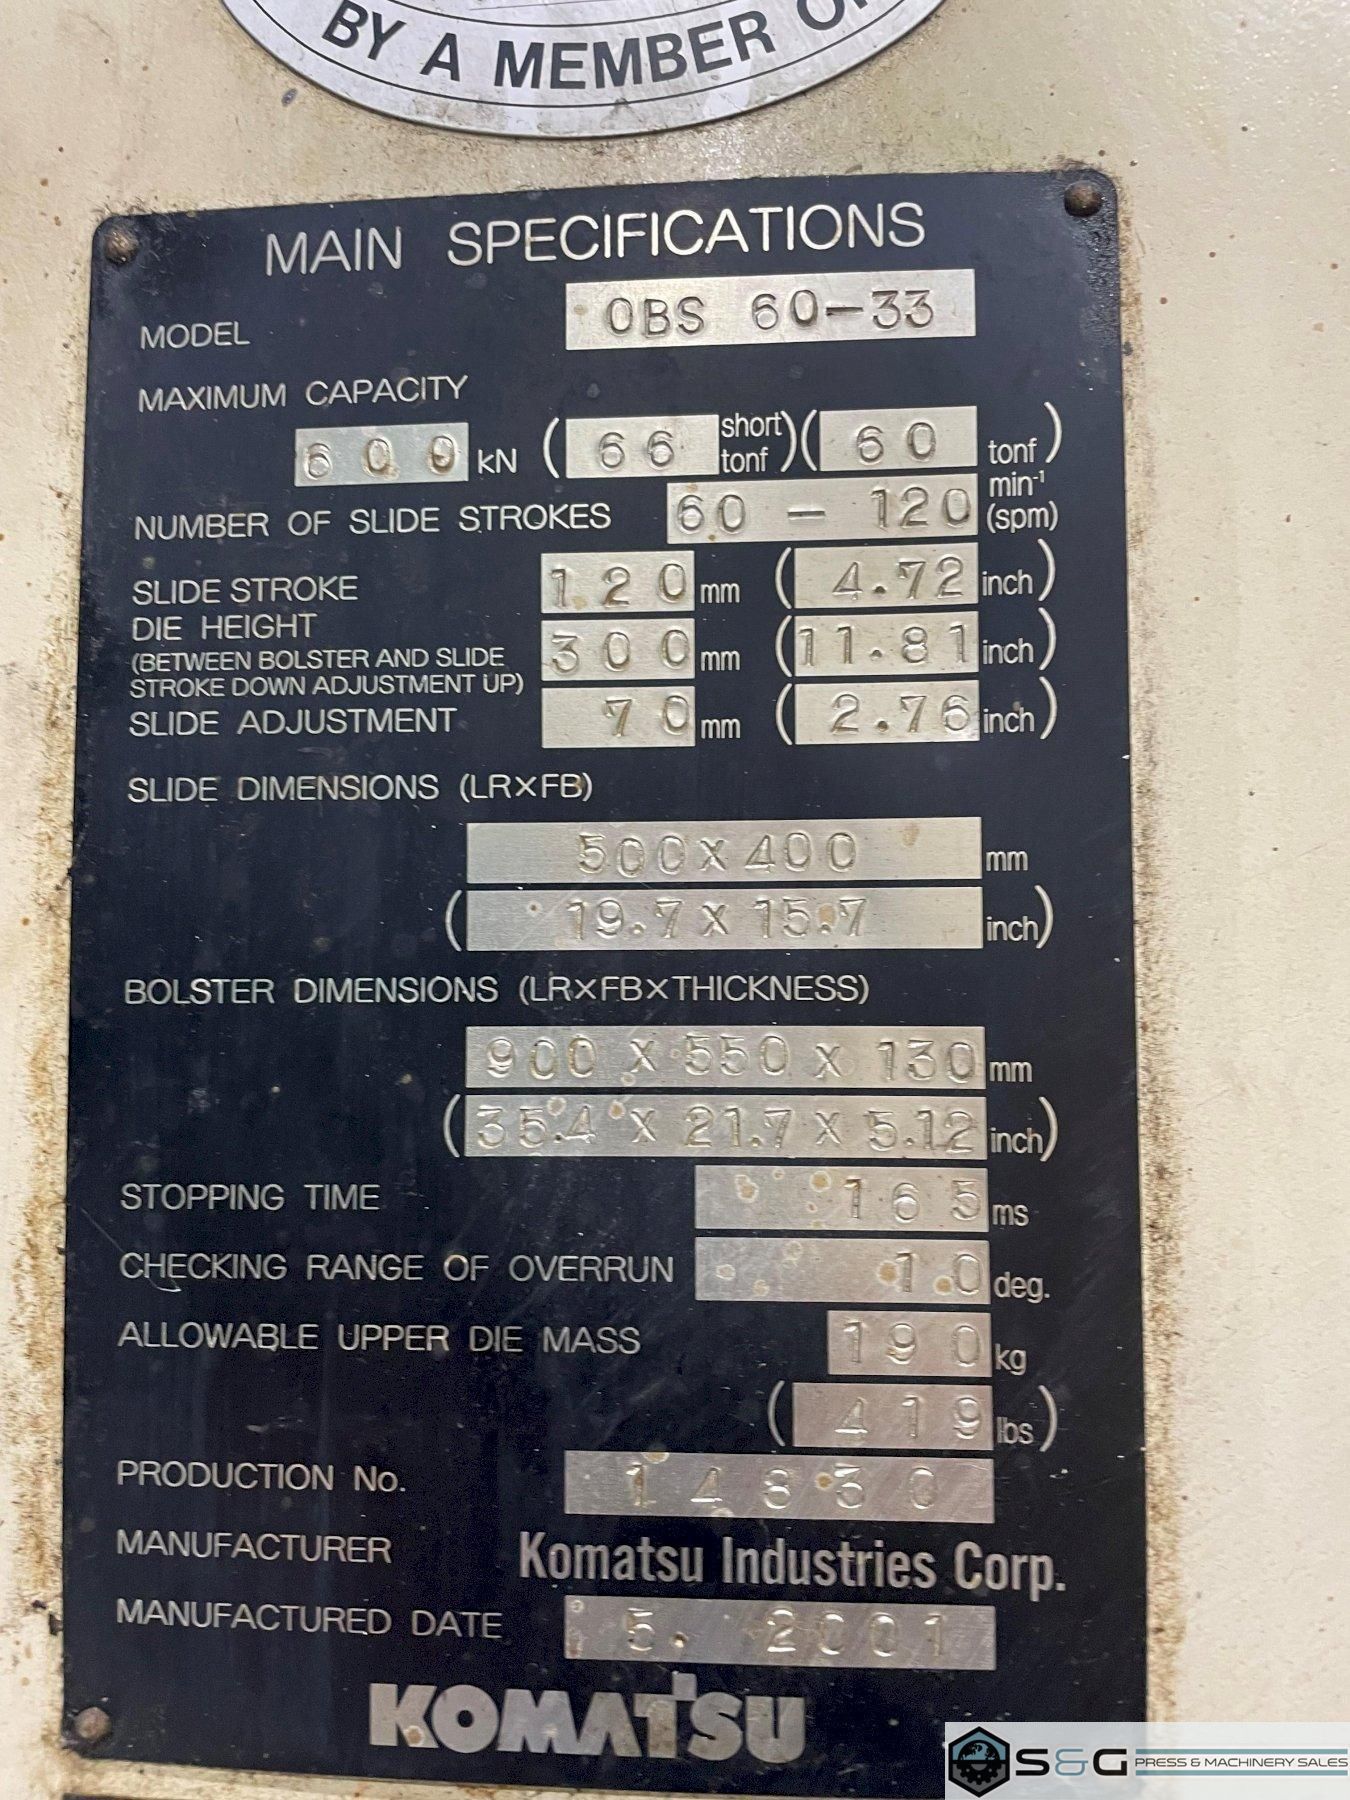 BY A MEMBER OF
MAIN SPECIFICATIONS
MODEL OBS 60-33
MAXIMUM CAPACITY
600 kN (66 short tonf) (60 tonf)
NUMBER OF SLIDE STROKES 60 - 120 min⁻¹ (spm)
SLIDE STROKE 120 mm (4.72 inch)
DIE HEIGHT 300 mm (11.81 inch)
(BETWEEN BOLSTER AND SLIDE
STROKE DOWN ADJUSTMENT UP)
SLIDE ADJUSTMENT 70 mm (2.76 inch)
SLIDE DIMENSIONS (LR×FB)
500 x 400 mm
(19.7 x 15.7 inch)
BOLSTER DIMENSIONS (LR×FB×THICKNESS)
900 x 550 x 130 mm
(35.4 x 21.7 x 5.12 inch)
STOPPING TIME 165 ms
CHECKING RANGE OF OVERRUN 10 deg.
ALLOWABLE UPPER DIE MASS 190 kg
(419 lbs)
PRODUCTION No. 14830
MANUFACTURER Komatsu Industries Corp.
MANUFACTURED DATE 5. 2001
KOMATSU
S&G PRESS & MACHINERY SALES